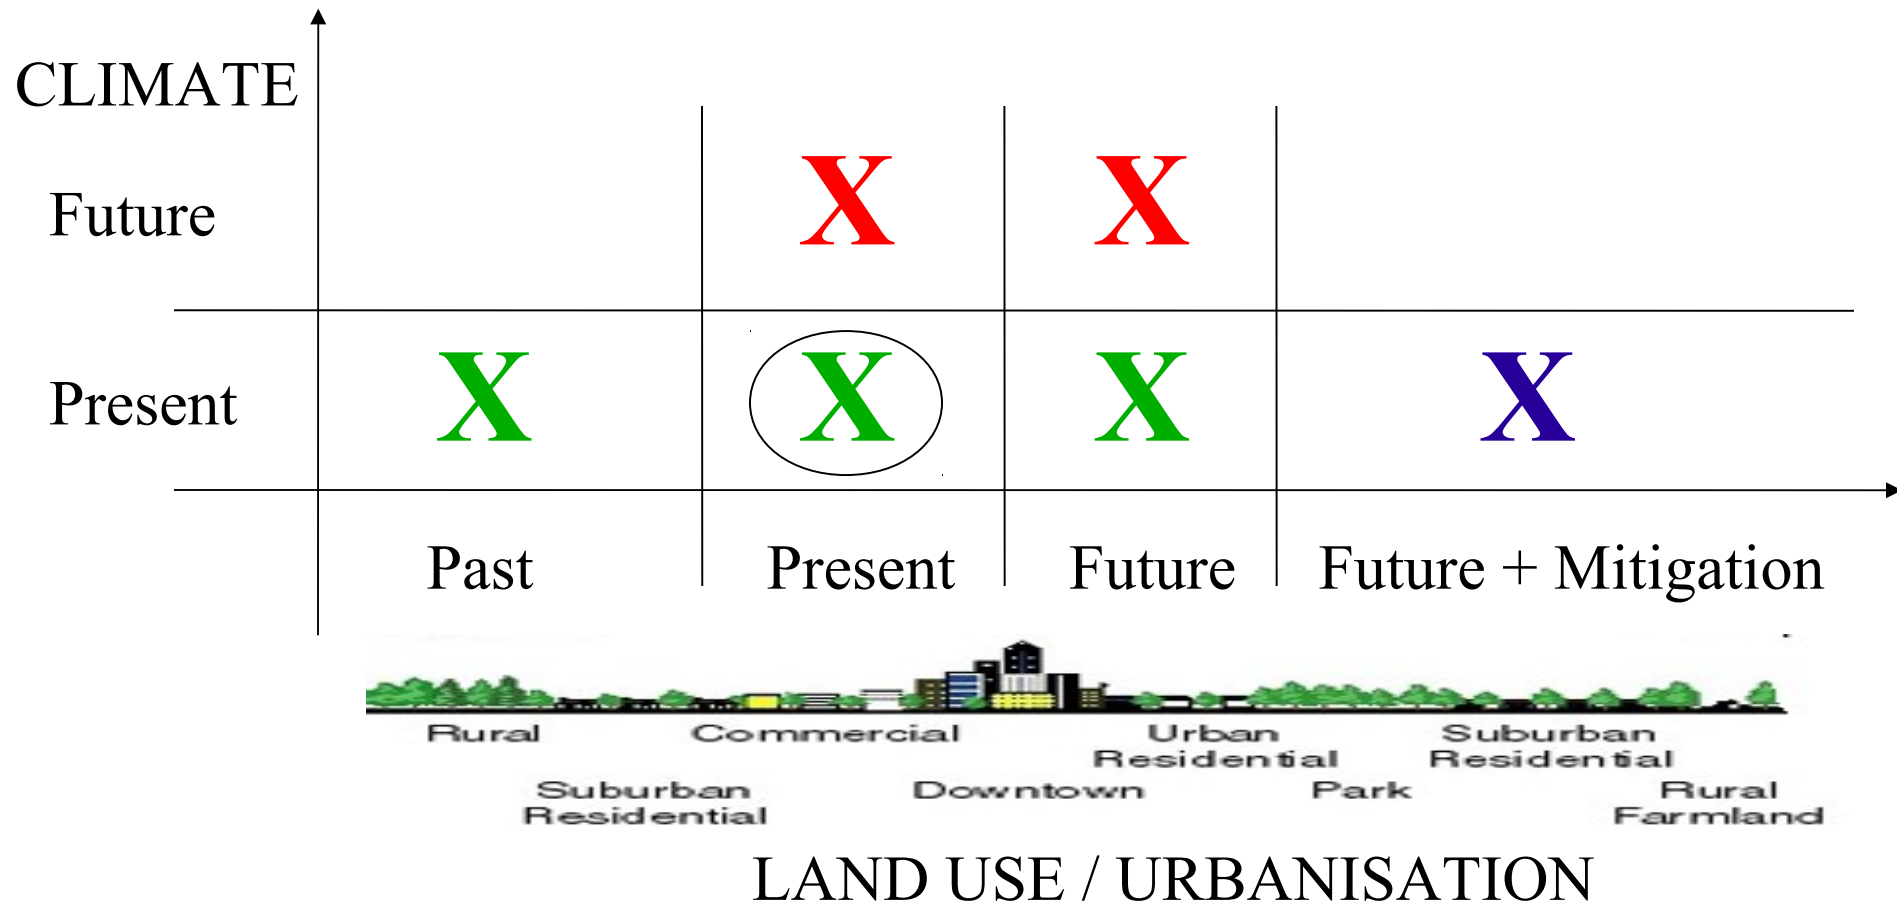 CLIMATE
Future X X
Present X X X X
Past Present Future Future + Mitigation
Rural Commercial Urban Residential Suburban Residential
Suburban Residential Downtown Park Rural Farmland
LAND USE / URBANISATION